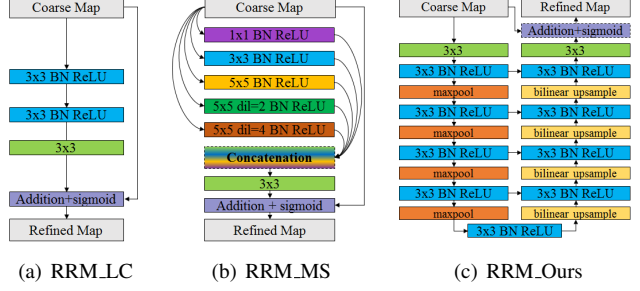 Coarse Map
3x3 BN ReLU
3x3 BN ReLU
3x3
Addition+sigmoid
Refined Map
(a) RRM_LC
Coarse Map
1x1 BN ReLU
3x3 BN ReLU
5x5 BN ReLU
5x5 dil=2 BN ReLU
5x5 dil=4 BN ReLU
Concatenation
3x3
Addition + sigmoid
Refined Map
(b) RRM_MS
Coarse Map
3x3
3x3 BN ReLU
maxpool
3x3 BN ReLU
maxpool
3x3 BN ReLU
maxpool
3x3 BN ReLU
maxpool
3x3 BN ReLU
Refined Map
Addition+sigmoid
3x3
3x3 BN ReLU
bilinear upsample
3x3 BN ReLU
bilinear upsample
3x3 BN ReLU
bilinear upsample
3x3 BN ReLU
bilinear upsample
(c) RRM_Ours